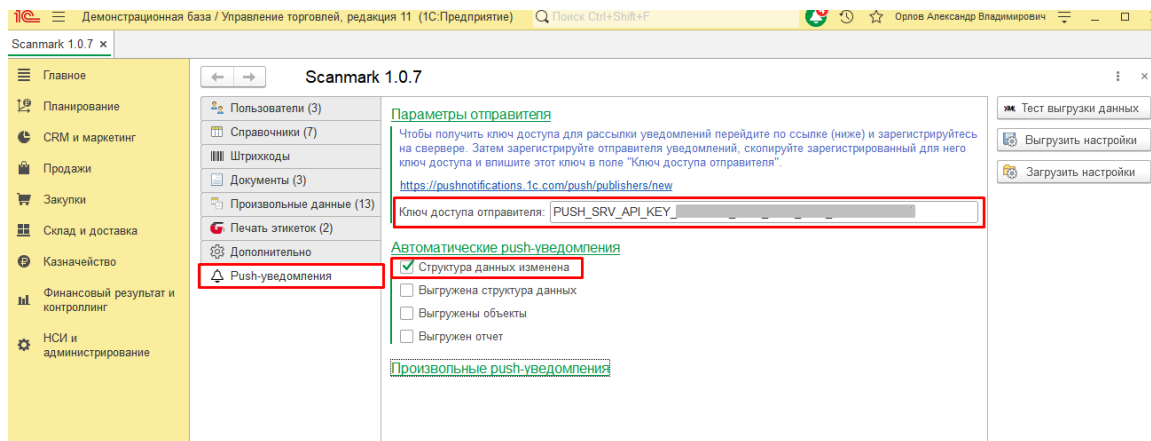 1С Демонстрационная база / Управление торговлей, редакция 11 (1С:Предприятие) Поиск Ctrl+Shift+F Орлов Александр Владимирович
Scanmark 1.0.7 ×
Главное
Планирование
CRM и маркетинг
Продажи
Закупки
Склад и доставка
Казначейство
Финансовый результат и
контроллинг
НСИ и
администрирование
Scanmark 1.0.7
Пользователи (3)
Справочники (7)
Штрихкоды
Документы (3)
Произвольные данные (13)
Печать этикеток (2)
Дополнительно
Push-уведомления
Параметры отправителя
Чтобы получить ключ доступа для рассылки уведомлений перейдите по ссылке (ниже) и зарегистрируйтесь
на свервере. Затем зарегистрируйте отправителя уведомлений, скопируйте зарегистрированный для него
ключ доступа и впишите этот ключ в поле "Ключ доступа отправителя".
https://pushnotifications.1c.com/push/publishers/new
Ключ доступа отправителя: PUSH_SRV_API_KEY_
Автоматические push-уведомления
Структура данных изменена
Выгружена структура данных
Выгружены объекты
Выгружен отчет
Произвольные push-уведомления
Тест выгрузки данных
Выгрузить настройки
Загрузить настройки